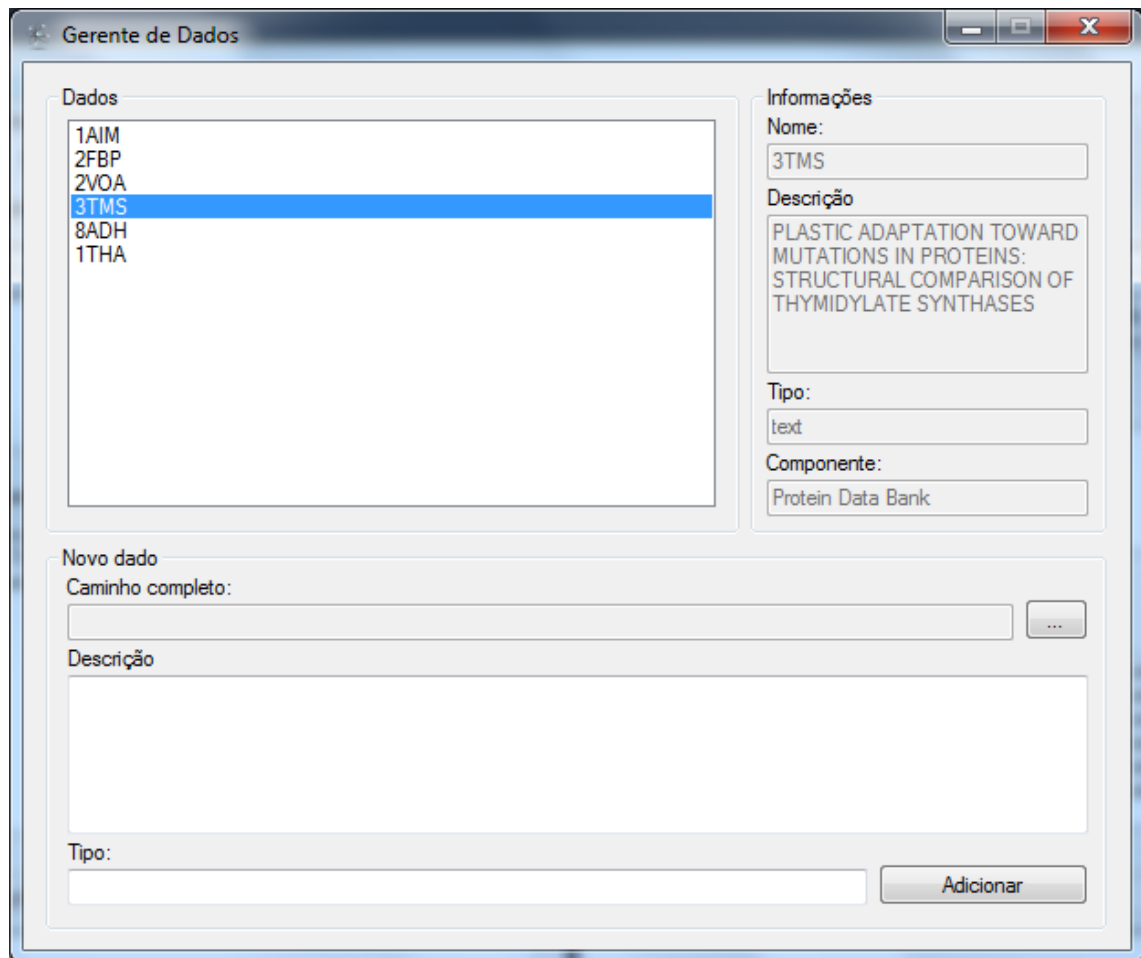 Gerente de Dados
Dados
1AIM
2FBP
2VOA
3TMS
8ADH
1THA
Informações
Nome:
3TMS
Descrição
PLASTIC ADAPTATION TOWARD
MUTATIONS IN PROTEINS:
STRUCTURAL COMPARISON OF
THYMIDYLATE SYNTHASES
Tipo:
text
Componente:
Protein Data Bank
Novo dado
Caminho completo:
...
Descrição
Tipo:
Adicionar